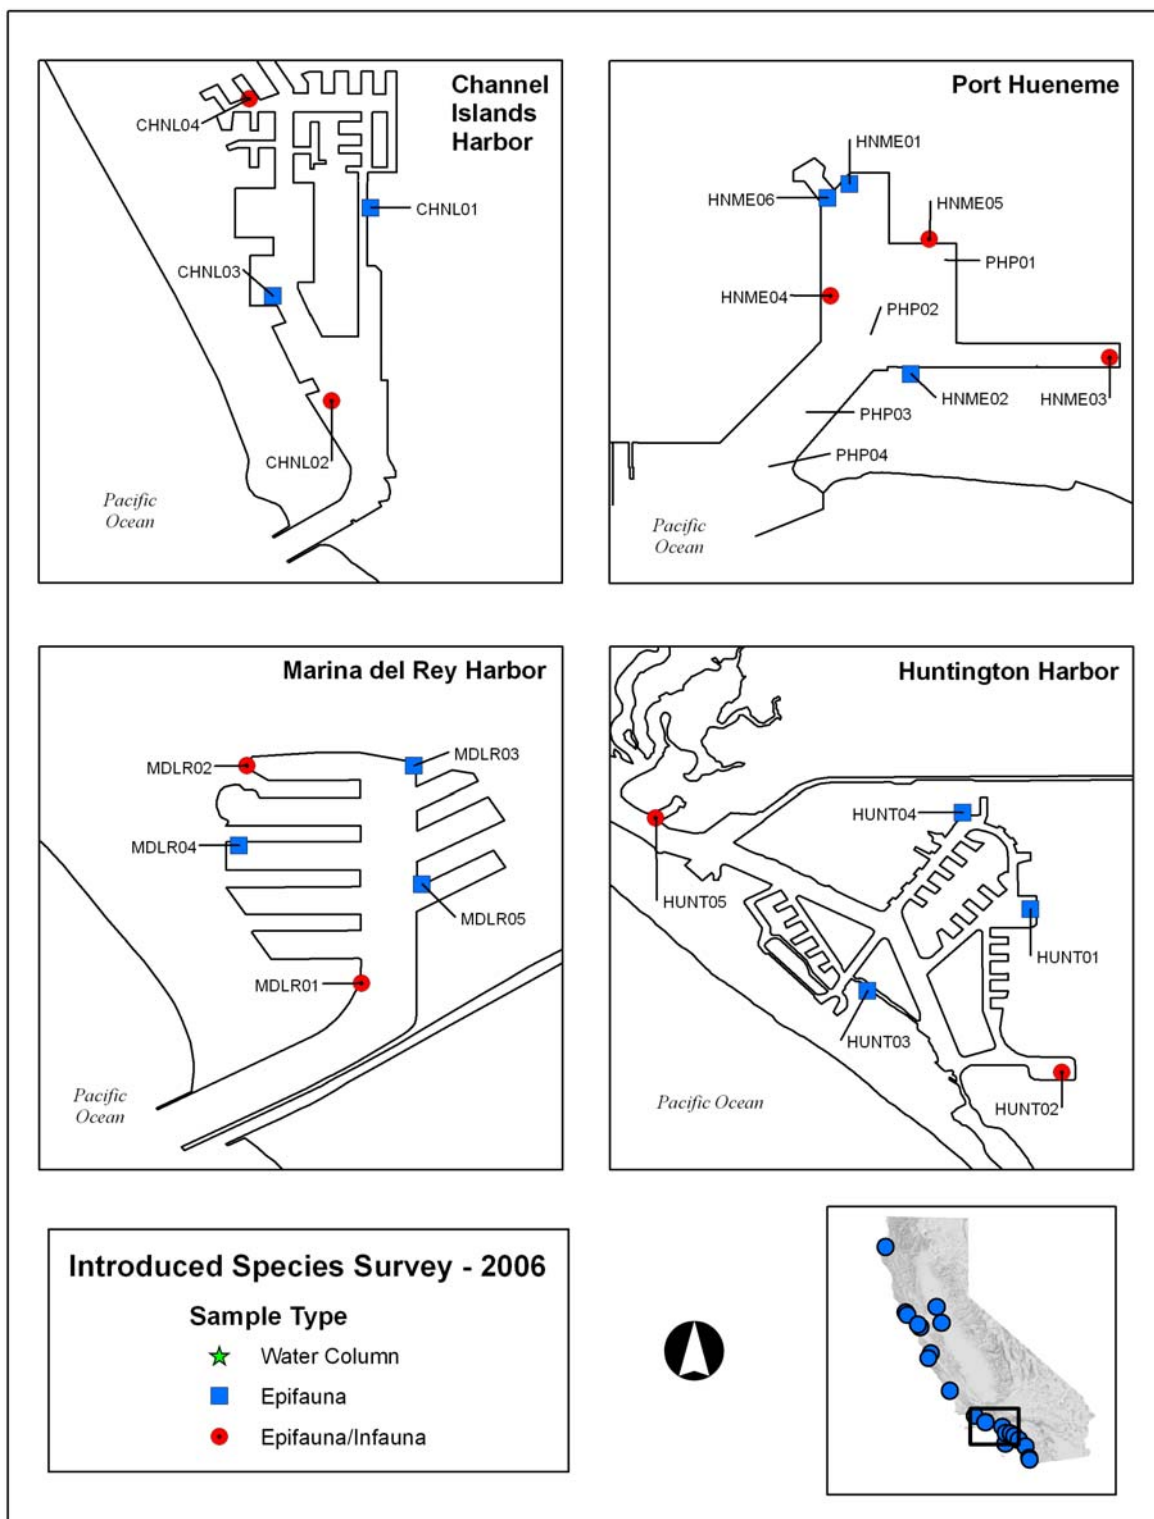 Channel
Islands
Harbor
CHNL04
CHNL01
CHNL03
CHNL02
Pacific
Ocean
Port Hueneme
HNME01
HNME06
HNME05
PHP01
HNME04
PHP02
HNME02
HNME03
PHP03
PHP04
Pacific
Ocean
Marina del Rey Harbor
MDLR03
MDLR02
MDLR04
MDLR05
MDLR01
Pacific
Ocean
Huntington Harbor
HUNT04
HUNT05
HUNT01
HUNT03
Pacific Ocean
HUNT02
Introduced Species Survey - 2006
Sample Type
Water Column
Epifauna
Epifauna/Infauna